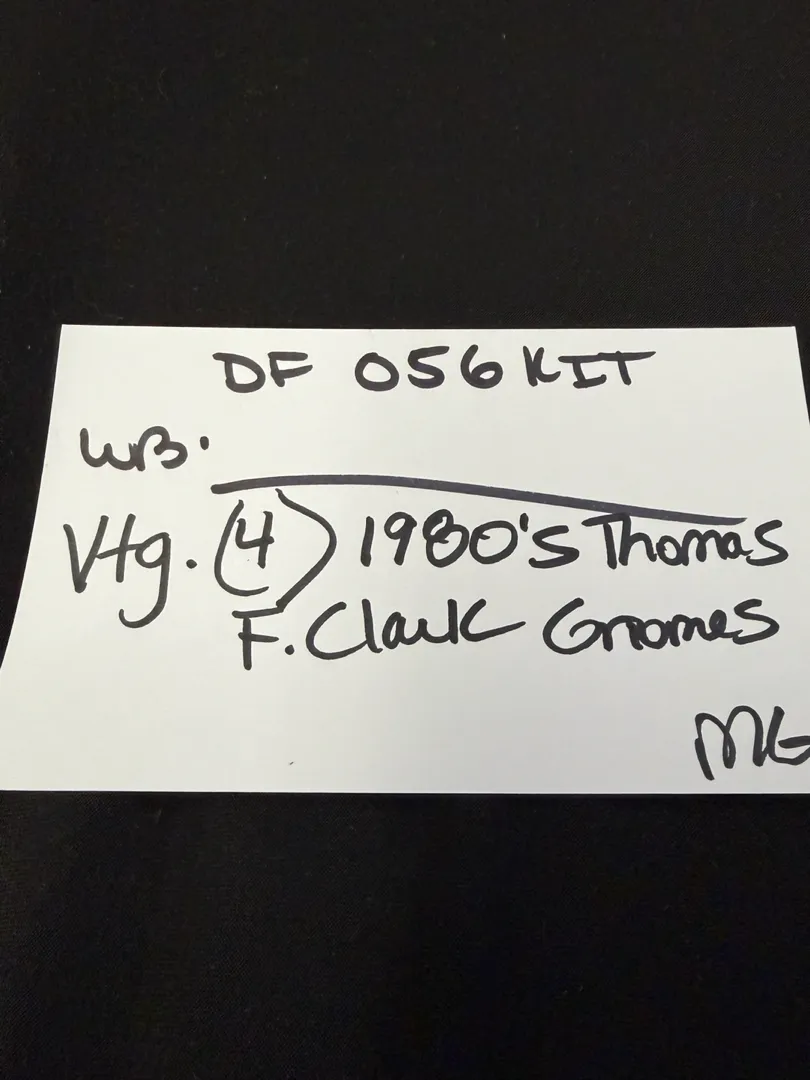 DF 056 KIT
WB.
Vtg. (4) 1980's Thomas
F. Clark Gnomes
MG